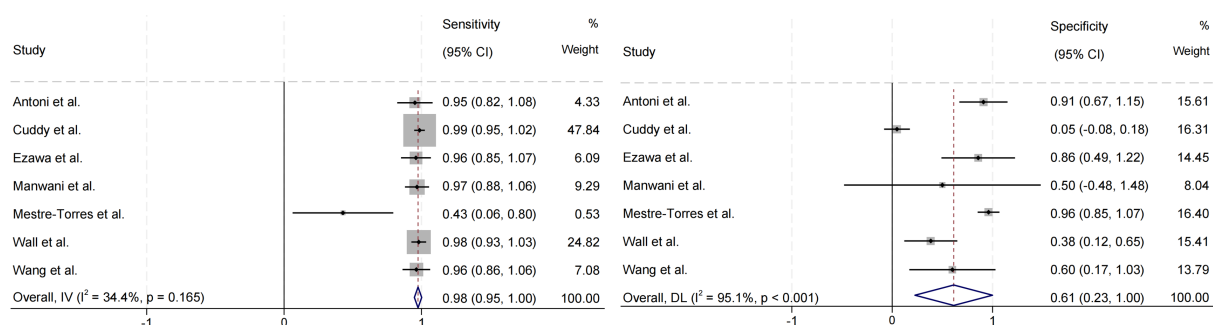 Sensitivity %
Study (95% CI) Weight
Antoni et al. 0.95 (0.82, 1.08) 4.33
Cuddy et al. 0.99 (0.95, 1.02) 47.84
Ezawa et al. 0.96 (0.85, 1.07) 6.09
Manwani et al. 0.97 (0.88, 1.06) 9.29
Mestre-Torres et al. 0.43 (0.06, 0.80) 0.53
Wall et al. 0.98 (0.93, 1.03) 24.82
Wang et al. 0.96 (0.86, 1.06) 7.08
Overall, IV (I² = 34.4%, p = 0.165) 0.98 (0.95, 1.00) 100.00
-1 0 1
Specificity %
Study (95% CI) Weight
Antoni et al. 0.91 (0.67, 1.15) 15.61
Cuddy et al. 0.05 (-0.08, 0.18) 16.31
Ezawa et al. 0.86 (0.49, 1.22) 14.45
Manwani et al. 0.50 (-0.48, 1.48) 8.04
Mestre-Torres et al. 0.96 (0.85, 1.07) 16.40
Wall et al. 0.38 (0.12, 0.65) 15.41
Wang et al. 0.60 (0.17, 1.03) 13.79
Overall, DL (I² = 95.1%, p < 0.001) 0.61 (0.23, 1.00) 100.00
-1 0 1